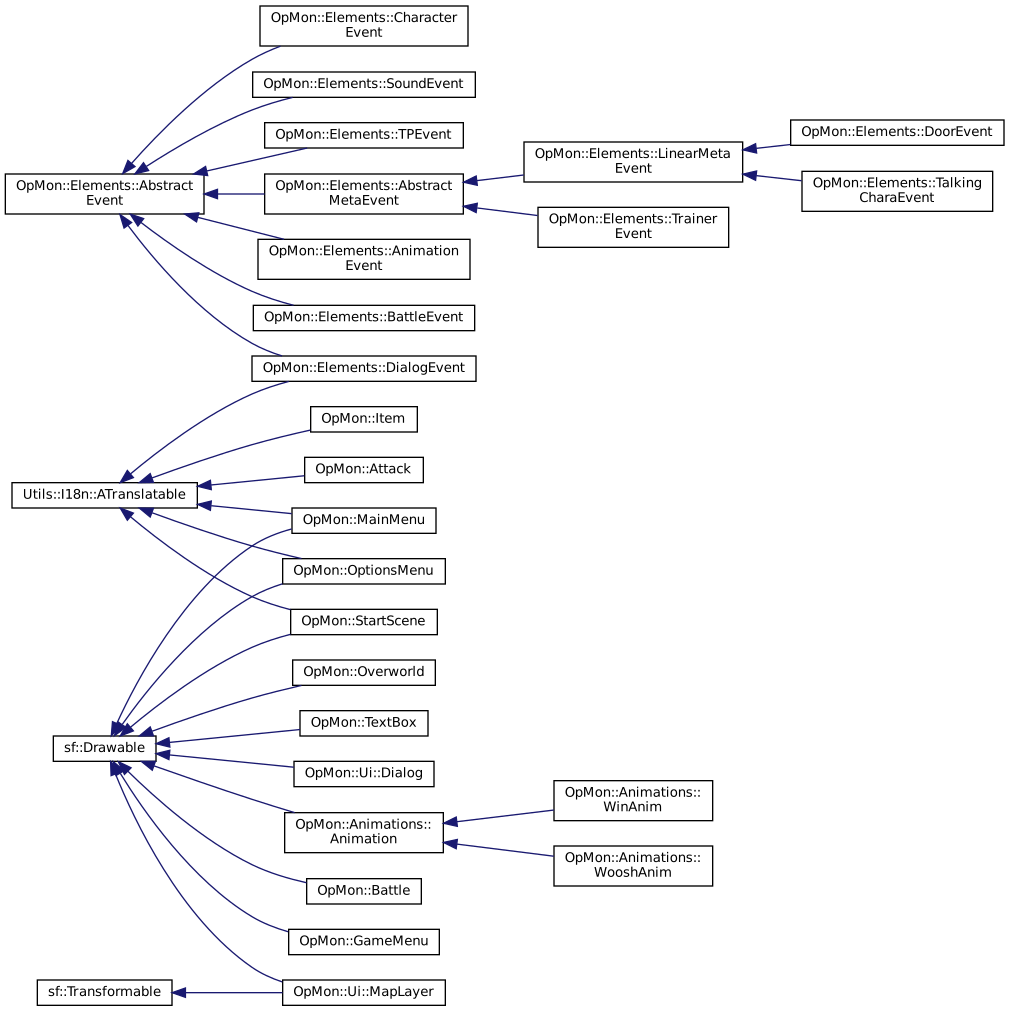 OpMon::Elements::Character
Event
OpMon::Elements::SoundEvent
OpMon::Elements::TPEvent
OpMon::Elements::DoorEvent
OpMon::Elements::LinearMeta
Event
OpMon::Elements::Abstract
Event
OpMon::Elements::Abstract
MetaEvent
OpMon::Elements::Talking
CharaEvent
OpMon::Elements::Trainer
Event
OpMon::Elements::Animation
Event
OpMon::Elements::BattleEvent
OpMon::Elements::DialogEvent
OpMon::Item
OpMon::Attack
Utils::I18n::ATranslatable
OpMon::MainMenu
OpMon::OptionsMenu
OpMon::StartScene
OpMon::Overworld
OpMon::TextBox
sf::Drawable
OpMon::Ui::Dialog
OpMon::Animations::
WinAnim
OpMon::Animations::
Animation
OpMon::Animations::
WooshAnim
OpMon::Battle
OpMon::GameMenu
sf::Transformable
OpMon::Ui::MapLayer